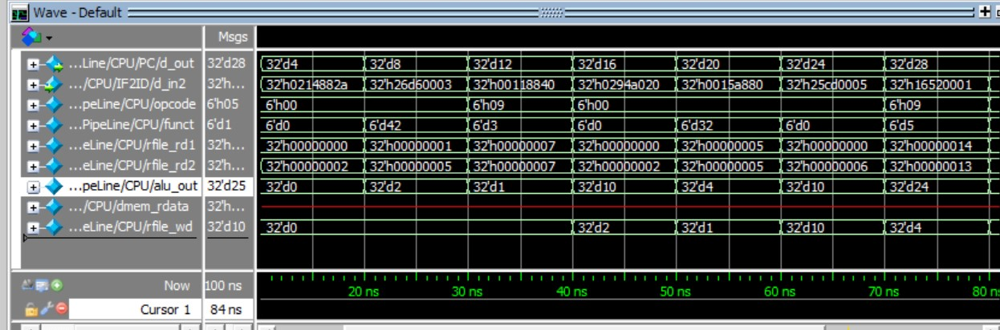 Wave - Default
Msgs
...Line/CPU/PC/d_out 32'd28 32'd4 32'd8 32'd12 32'd16 32'd20 32'd24 32'd28
.../CPU/IF2ID/d_in2 32'h... 32'h0214882a 32'h26d60003 32'h00118840 32'h0294a020 32'h0015a880 32'h25cd0005 32'h16520001
...peLine/CPU/opcode 6'h05 6'h00 6'h09 6'h00 6'h09
...PipeLine/CPU/funct 6'd1 6'd0 6'd42 6'd3 6'd0 6'd32 6'd0 6'd5
...eLine/CPU/rfile_rd1 32'h... 32'h00000000 32'h00000001 32'h00000007 32'h00000000 32'h00000005 32'h00000000 32'h00000014
...eLine/CPU/rfile_rd2 32'h... 32'h00000002 32'h00000005 32'h00000007 32'h00000002 32'h00000005 32'h00000006 32'h00000013
...peLine/CPU/alu_out 32'd25 32'd0 32'd2 32'd1 32'd10 32'd4 32'd10 32'd24
.../CPU/dmem_rdata 32'h...
...eLine/CPU/rfile_wd 32'd10 32'd0 32'd2 32'd1 32'd10 32'd4
Now 100 ns 20 ns 30 ns 40 ns 50 ns 60 ns 70 ns 80 n
Cursor 1 84 ns